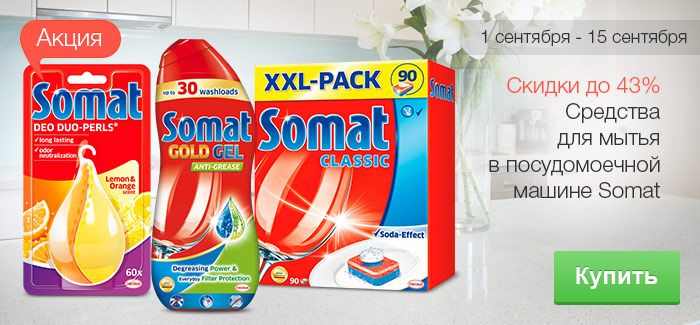 Акция
1 сентября - 15 сентября
Скидки до 43%
Средства
для мытья
в посудомоечной
машине Somat
Купить
Somat
DEO DUO-PERLS®
long lasting
odor
neutralization
Lemon&
Orange
scent
60x
up to 30 washloads
Somat
GOLD GEL
ANTI-GREASE
Degreasing Power &
Everyday Filter Protection
XXL-PACK
90
Somat
Somat
CLASSIC
Soda-Effect
90